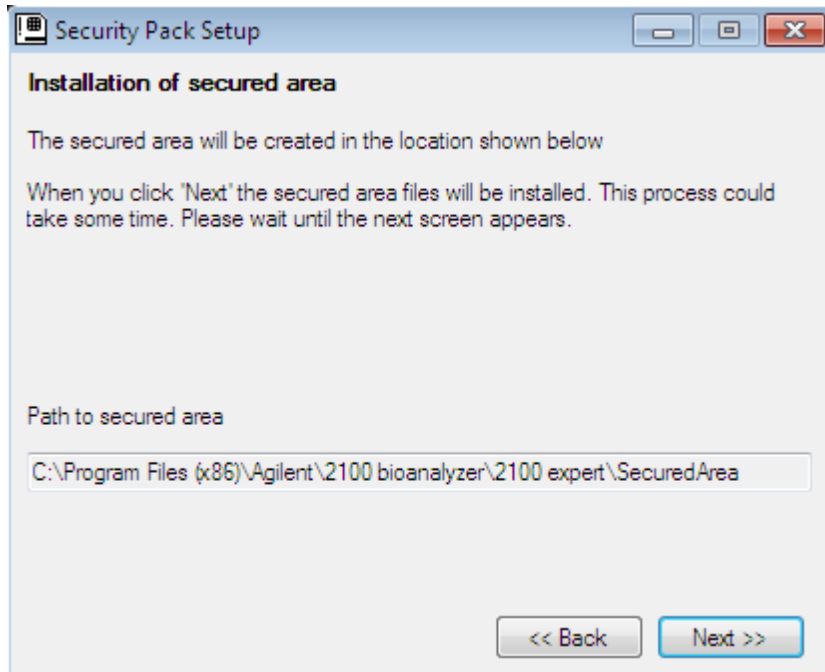 Security Pack Setup
Installation of secured area
The secured area will be created in the location shown below
When you click 'Next' the secured area files will be installed. This process could
take some time. Please wait until the next screen appears.
Path to secured area
C:\Program Files (x86)\Agilent\2100 bioanalyzer\2100 expert\SecuredArea
<< Back
Next >>